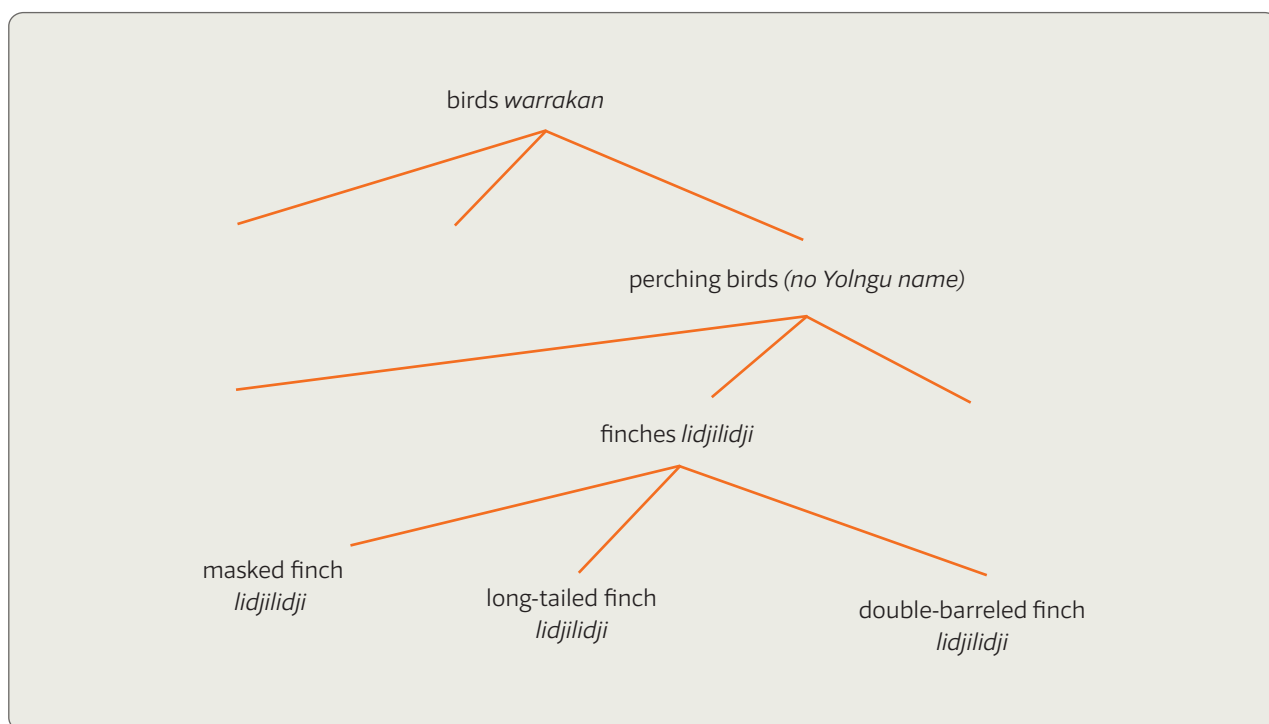 birds warrakan
perching birds (no Yolngu name)
finches lidjilidji
masked finch
lidjilidji
long-tailed finch
lidjilidji
double-barreled finch
lidjilidji